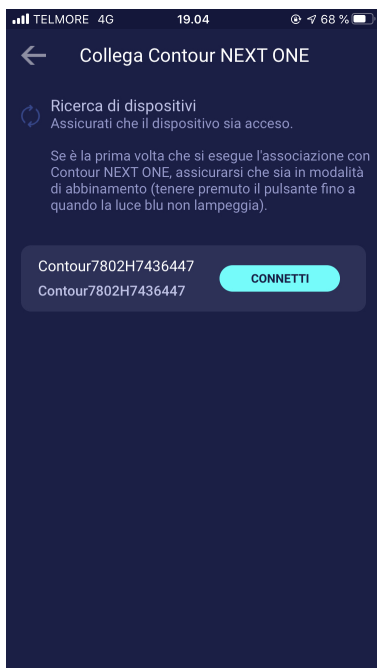 TELMORE 4G 19.04 68 %
Collega Contour NEXT ONE
Ricerca di dispositivi
Assicurati che il dispositivo sia acceso.
Se è la prima volta che si esegue l'associazione con
Contour NEXT ONE, assicurarsi che sia in modalità
di abbinamento (tenere premuto il pulsante fino a
quando la luce blu non lampeggia).
Contour7802H7436447
CONNETTI
Contour7802H7436447